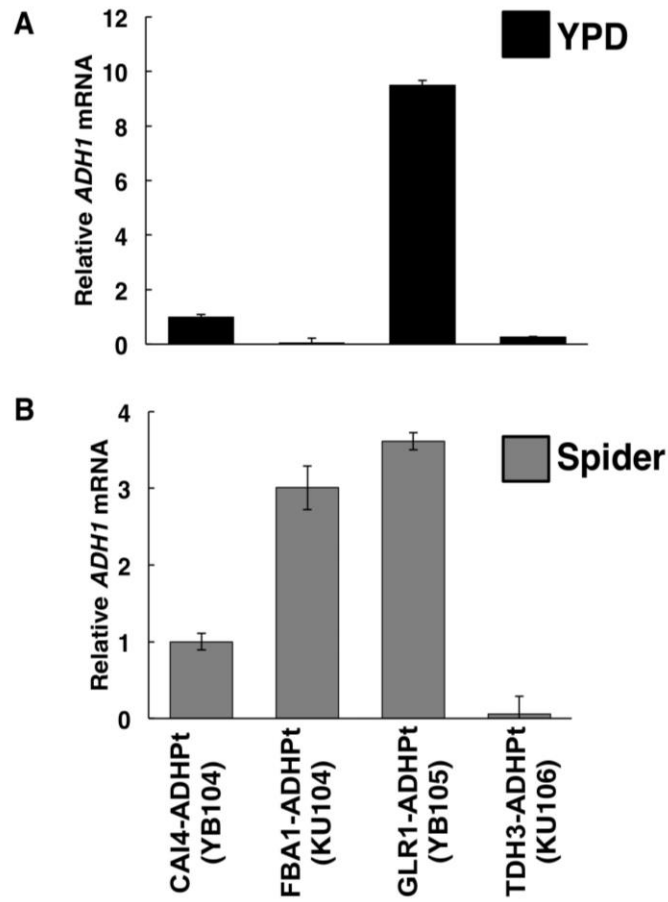 A
12
10
8
6
4
2
0
Relative ADH1 mRNA
YPD
B
4
3
2
1
0
Relative ADH1 mRNA
Spider
CAI4-ADHPt
(YB104)
FBA1-ADHPt
(KU104)
GLR1-ADHPt
(YB105)
TDH3-ADHPt
(KU106)